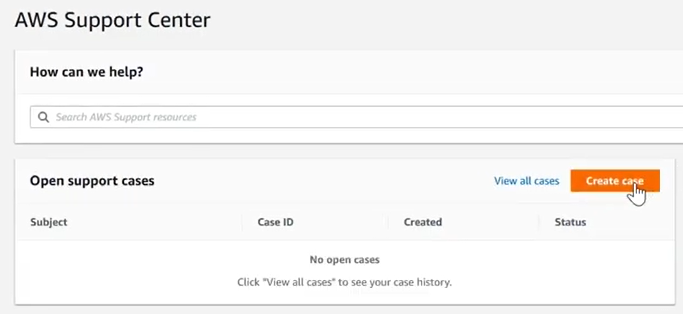 AWS Support Center
How can we help?
Search AWS Support resources
Open support cases
View all cases
Create case
Subject Case ID Created Status
No open cases
Click "View all cases" to see your case history.